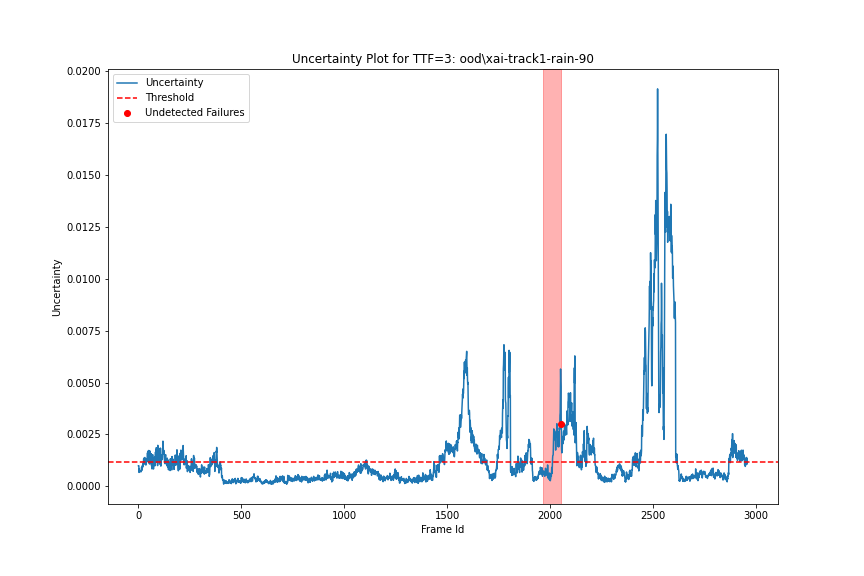 Uncertainty Plot for TTF=3: ood\xai-track1-rain-90
Uncertainty
Threshold
Undetected Failures
0.0200
0.0175
0.0150
0.0125
0.0100
0.0075
0.0050
0.0025
0.0000
Uncertainty
0 500 1000 1500 2000 2500 3000
Frame Id